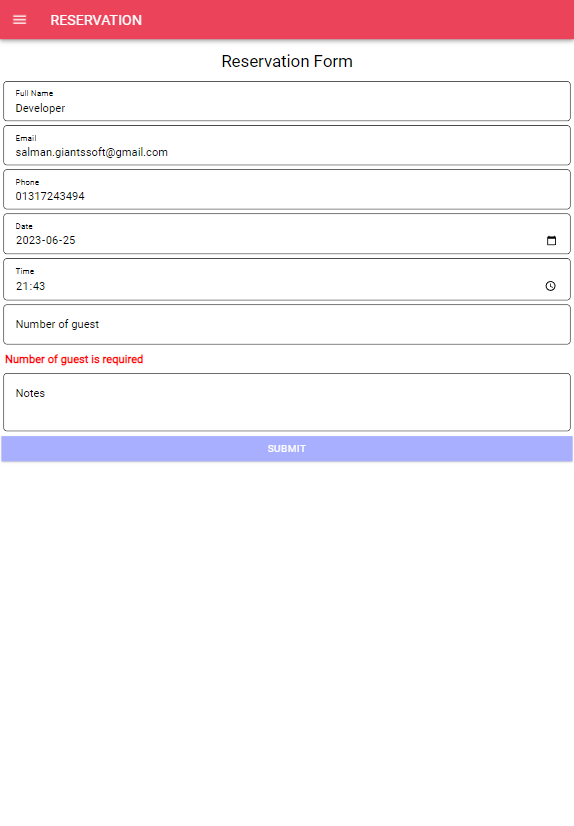 RESERVATION
Reservation Form
Full Name
Developer
Email
salman.giantssoft@gmail.com
Phone
01317243494
Date
2023-06-25
Time
21:43
Number of guest
Number of guest is required
Notes
SUBMIT